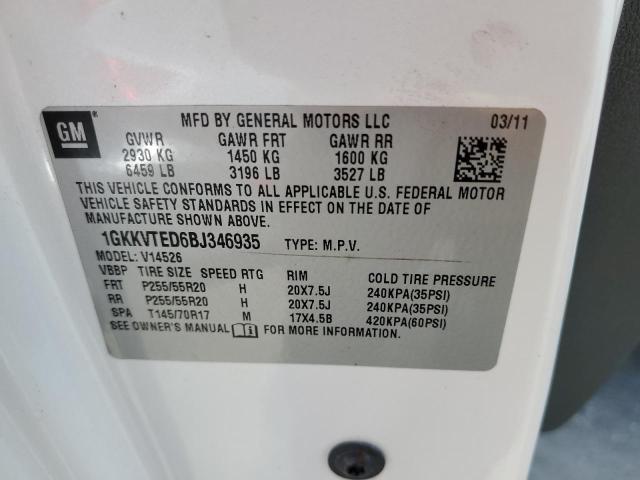 GM
MFD BY GENERAL MOTORS LLC 03/11
GVWR GAWR FRT GAWR RR
2930 KG 1450 KG 1600 KG
6459 LB 3196 LB 3527 LB
THIS VEHICLE CONFORMS TO ALL APPLICABLE U.S. FEDERAL MOTOR
VEHICLE SAFETY STANDARDS IN EFFECT ON THE DATE OF
MANUFACTURE SHOWN ABOVE.
1GKKVTED6BJ346935 TYPE: M.P.V.
MODEL: V14526
VBBP TIRE SIZE SPEED RTG RIM COLD TIRE PRESSURE
FRT P255/55R20 H 20X7.5J 240KPA(35PSI)
RR P255/55R20 H 20X7.5J 240KPA(35PSI)
SPA T145/70R17 M 17X4.5B 420KPA(60PSI)
SEE OWNER'S MANUAL FOR MORE INFORMATION.